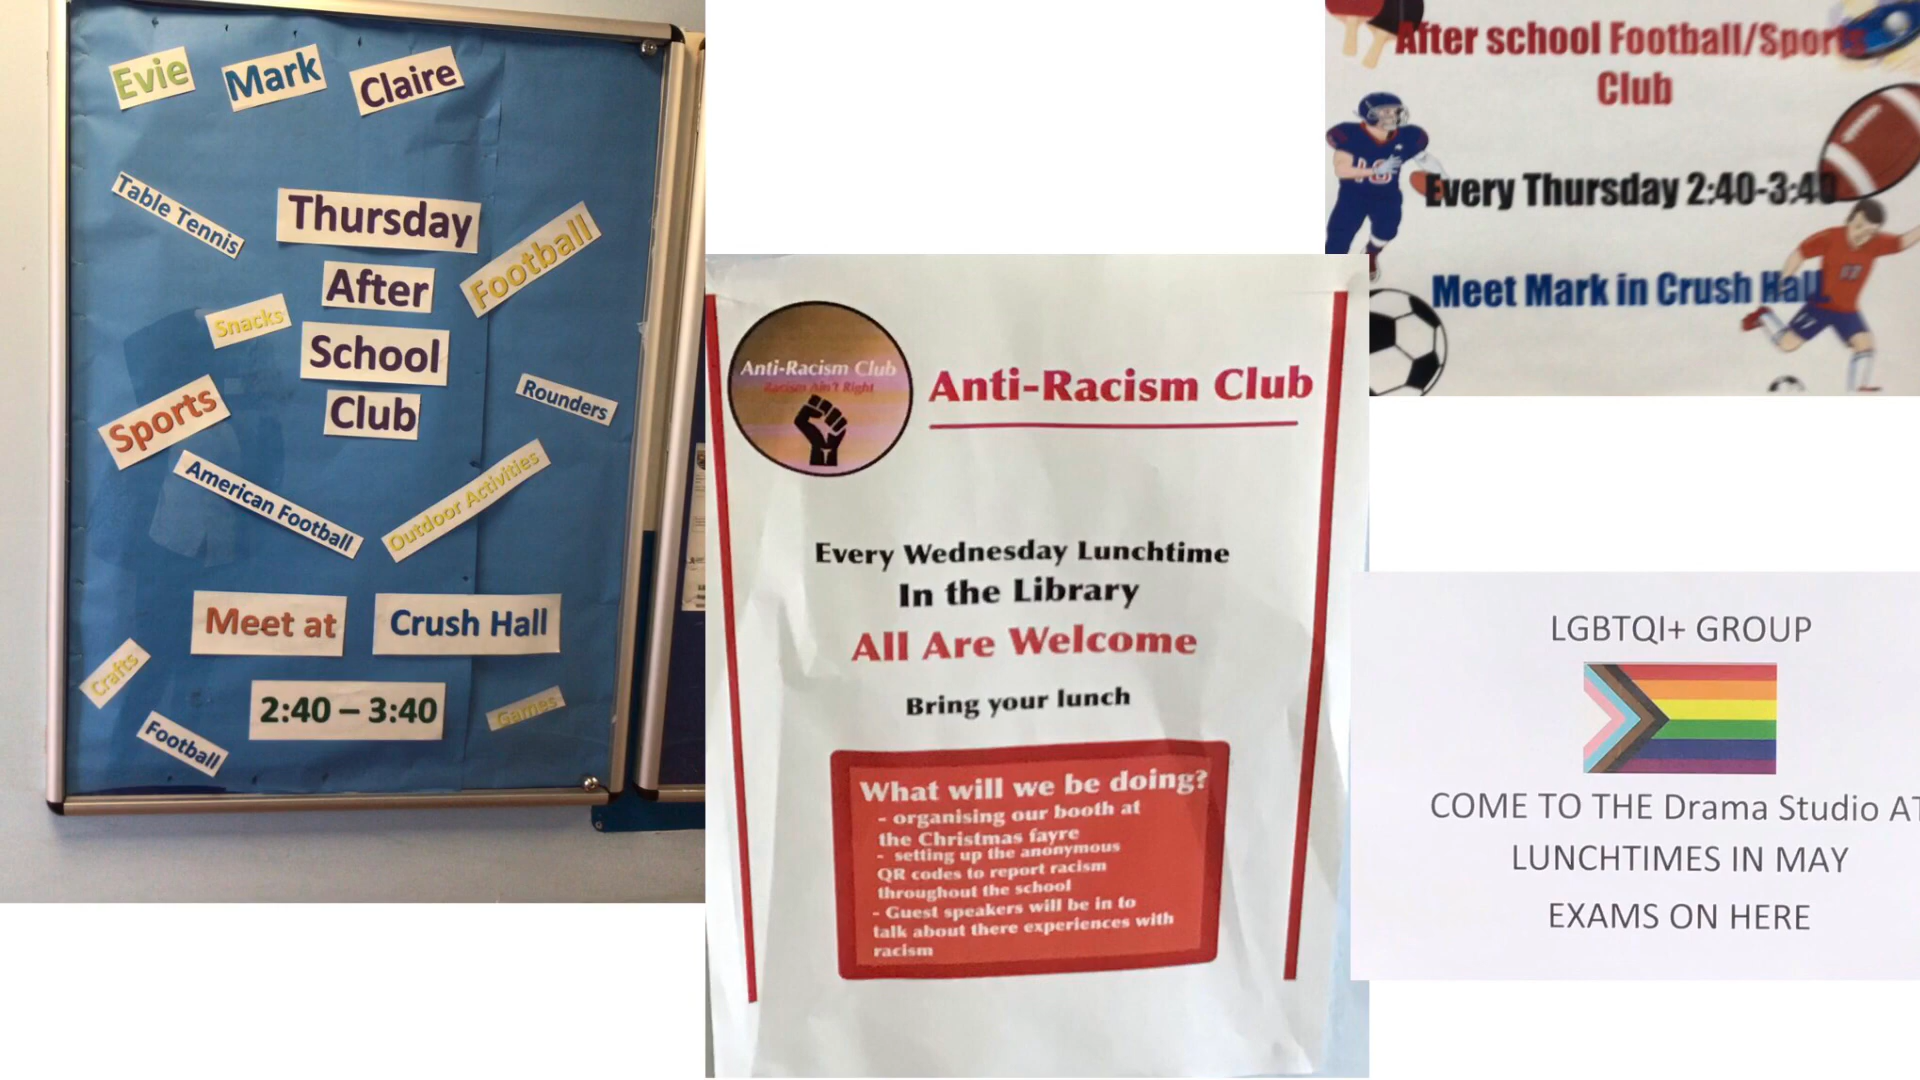 Evie Mark Claire
Table Tennis
Thursday
After
School
Club
Football
Snacks
Rounders
Sports
American Football
Outdoor Activities
Meet at Crush Hall
Crafts
2:40 – 3:40
Games
Football
Anti-Racism Club
Racism Ain't Right
Anti-Racism Club
Every Wednesday Lunchtime
In the Library
All Are Welcome
Bring your lunch
What will we be doing?
- organising our booth at
the Christmas fayre
- setting up the anonymous
QR codes to report racism
throughout the school
- Guest speakers will be in to
talk about there experiences with
racism
After school Football/Sports
Club
Every Thursday 2:40-3:40
Meet Mark in Crush Hall
LGBTQI+ GROUP
COME TO THE Drama Studio AT
LUNCHTIMES IN MAY
EXAMS ON HERE